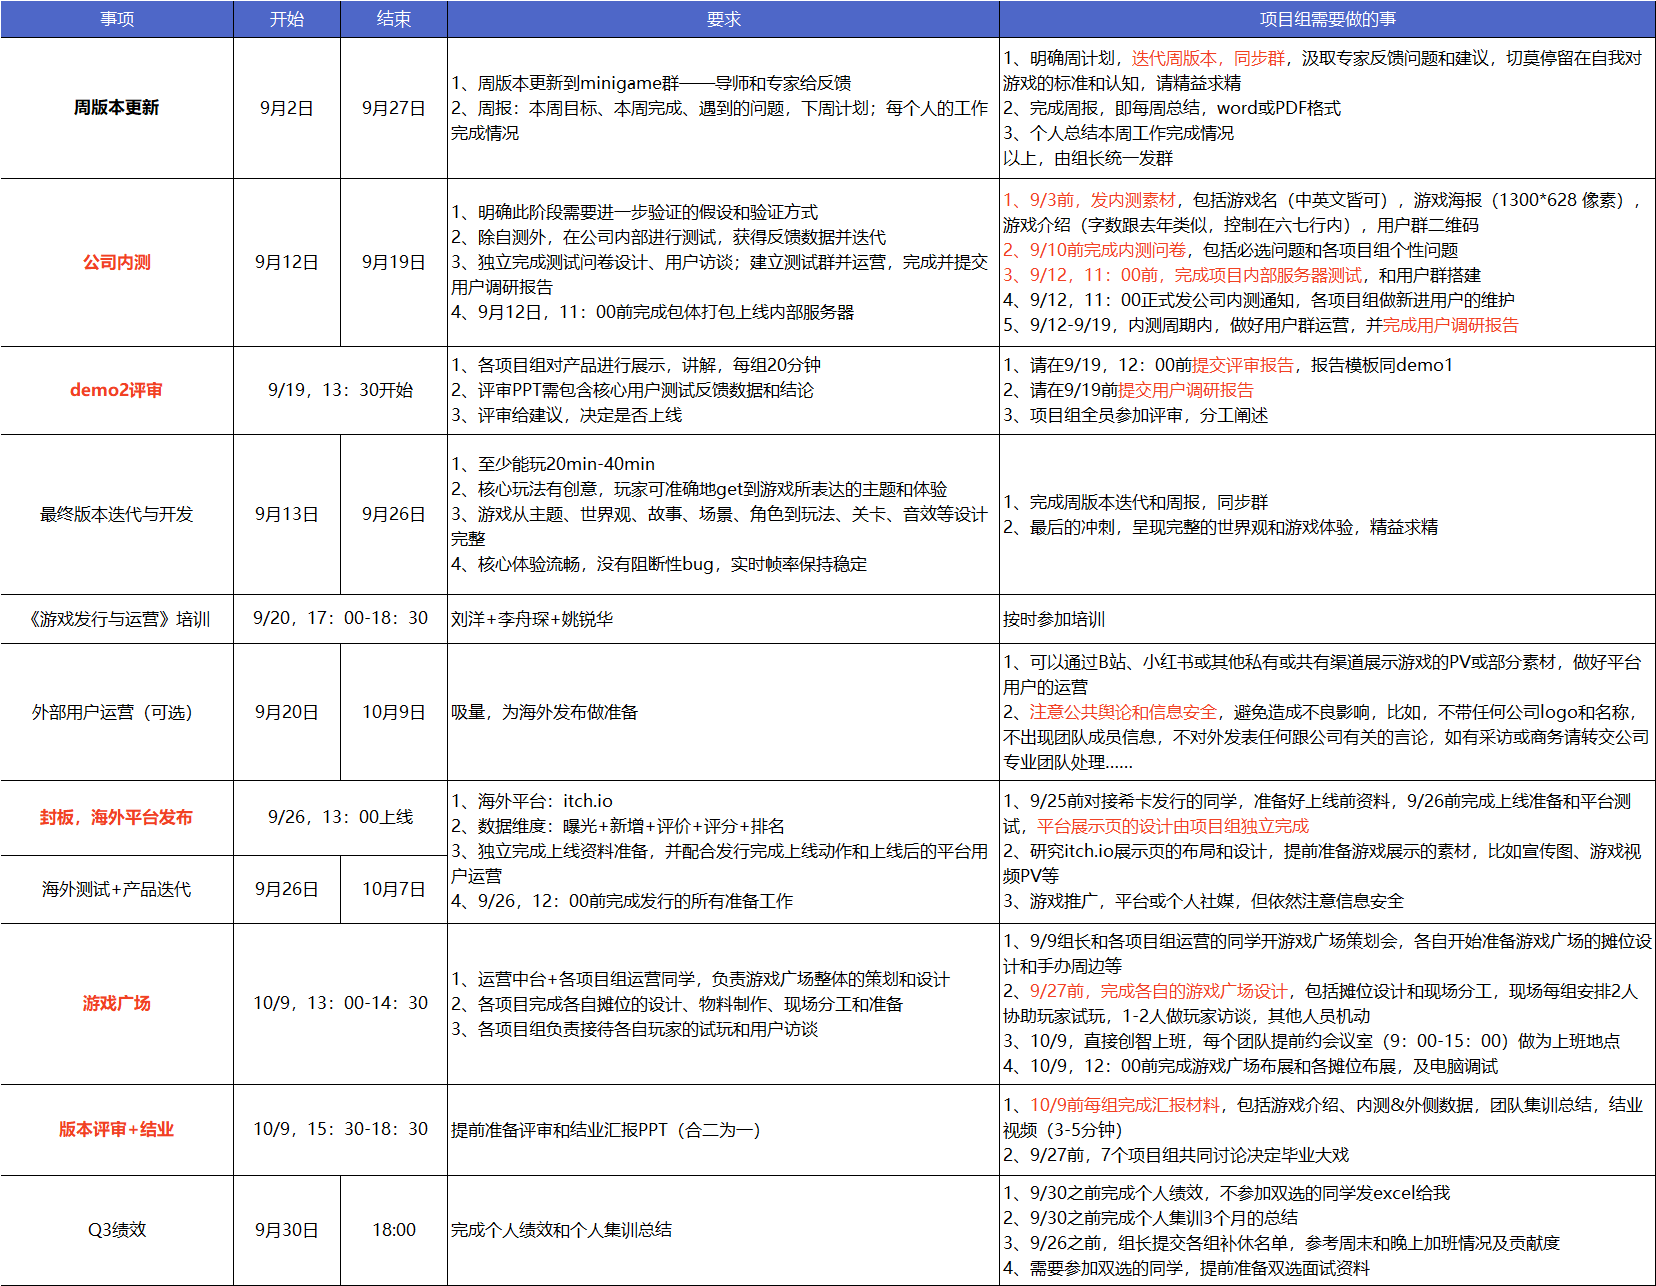 事项 开始 结束 要求 项目组需要做的事
周版本更新
9月2日
9月27日
1、周版本更新到minigame群——导师和专家给反馈
2、周报：本周目标、本周完成、遇到的问题，下周计划；每个人的工作
完成情况
1、明确周计划，迭代周版本，同步群，汲取专家反馈问题和建议，切莫停留在自我对
游戏的标准和认知，请精益求精
2、完成周报，即每周总结，word或PDF格式
3、个人总结本周工作完成情况
以上，由组长统一发群
公司内测
9月12日
9月19日
1、明确此阶段需要进一步验证的假设和验证方式
2、除自测外，在公司内部进行测试，获得反馈数据并迭代
3、独立完成测试问卷设计、用户访谈；建立测试群并运营，完成并提交
用户调研报告
4、9月12日，11：00前完成包体打包上线内部服务器
1、9/3前，发内测素材，包括游戏名（中英文皆可），游戏海报（1300*628 像素），
游戏介绍（字数跟去年类似，控制在六七行内），用户群二维码
2、9/10前完成内测问卷，包括必选问题和各项目组个性问题
3、9/12，11：00前，完成项目内部服务器测试，和用户群搭建
4、9/12，11：00正式发公司内测通知，各项目组做新进用户的维护
5、9/12-9/19，内测周期内，做好用户群运营，并完成用户调研报告
demo2评审
9/19，13：30开始
1、各项目组对产品进行展示，讲解，每组20分钟
2、评审PPT需包含核心用户测试反馈数据和结论
3、评审给建议，决定是否上线
1、请在9/19，12：00前提交评审报告，报告模板同demo1
2、请在9/19前提交用户调研报告
3、项目组全员参加评审，分工阐述
最终版本迭代与开发
9月13日
9月26日
1、至少能玩20min-40min
2、核心玩法有创意，玩家可准确地get到游戏所表达的主题和体验
3、游戏从主题、世界观、故事、场景、角色到玩法、关卡、音效等设计
完整
4、核心体验流畅，没有阻断性bug，实时帧率保持稳定
1、完成周版本迭代和周报，同步群
2、最后的冲刺，呈现完整的世界观和游戏体验，精益求精
《游戏发行与运营》培训
9/20，17：00-18：30
刘洋+李舟琛+姚锐华
按时参加培训
外部用户运营（可选）
9月20日
10月9日
吸量，为海外发布做准备
1、可以通过B站、小红书或其他私有或共有渠道展示游戏的PV或部分素材，做好平台
用户的运营
2、注意公共舆论和信息安全，避免造成不良影响，比如，不带任何公司logo和名称，
不出现团队成员信息，不对外发表任何跟公司有关的言论，如有采访或商务请转交公司
专业团队处理……
封板，海外平台发布
9/26，13：00上线
海外测试+产品迭代
9月26日
10月7日
1、海外平台：itch.io
2、数据维度：曝光+新增+评价+评分+排名
3、独立完成上线资料准备，并配合发行完成上线动作和上线后的平台用
户运营
4、9/26，12：00前完成发行的所有准备工作
1、9/25前对接希卡发行的同学，准备好上线前资料，9/26前完成上线准备和平台测
试，平台展示页的设计由项目组独立完成
2、研究itch.io展示页的布局和设计，提前准备游戏展示的素材，比如宣传图、游戏视
频PV等
3、游戏推广，平台或个人社媒，但依然注意信息安全
游戏广场
10/9，13：00-14：30
1、运营中台+各项目组运营同学，负责游戏广场整体的策划和设计
2、各项目完成各自摊位的设计、物料制作、现场分工和准备
3、各项目组负责接待各自玩家的试玩和用户访谈
1、9/9组长和各项目组运营的同学开游戏广场策划会，各自开始准备游戏广场的摊位设
计和手办周边等
2、9/27前，完成各自的游戏广场设计，包括摊位设计和现场分工，现场每组安排2人
协助玩家试玩，1-2人做玩家访谈，其他人员机动
3、10/9，直接创智上班，每个团队提前约会议室（9：00-15：00）做为上班地点
4、10/9，12：00前完成游戏广场布展和各摊位布展，及电脑调试
版本评审+结业
10/9，15：30-18：30
提前准备评审和结业汇报PPT（合二为一）
1、10/9前每组完成汇报材料，包括游戏介绍、内测&外侧数据，团队集训总结，结业
视频（3-5分钟）
2、9/27前，7个项目组共同讨论决定毕业大戏
Q3绩效
9月30日
18:00
完成个人绩效和个人集训总结
1、9/30之前完成个人绩效，不参加双选的同学发excel给我
2、9/30之前完成个人集训3个月的总结
3、9/26之前，组长提交各组补休名单，参考周末和晚上加班情况及贡献度
4、需要参加双选的同学，提前准备双选面试资料